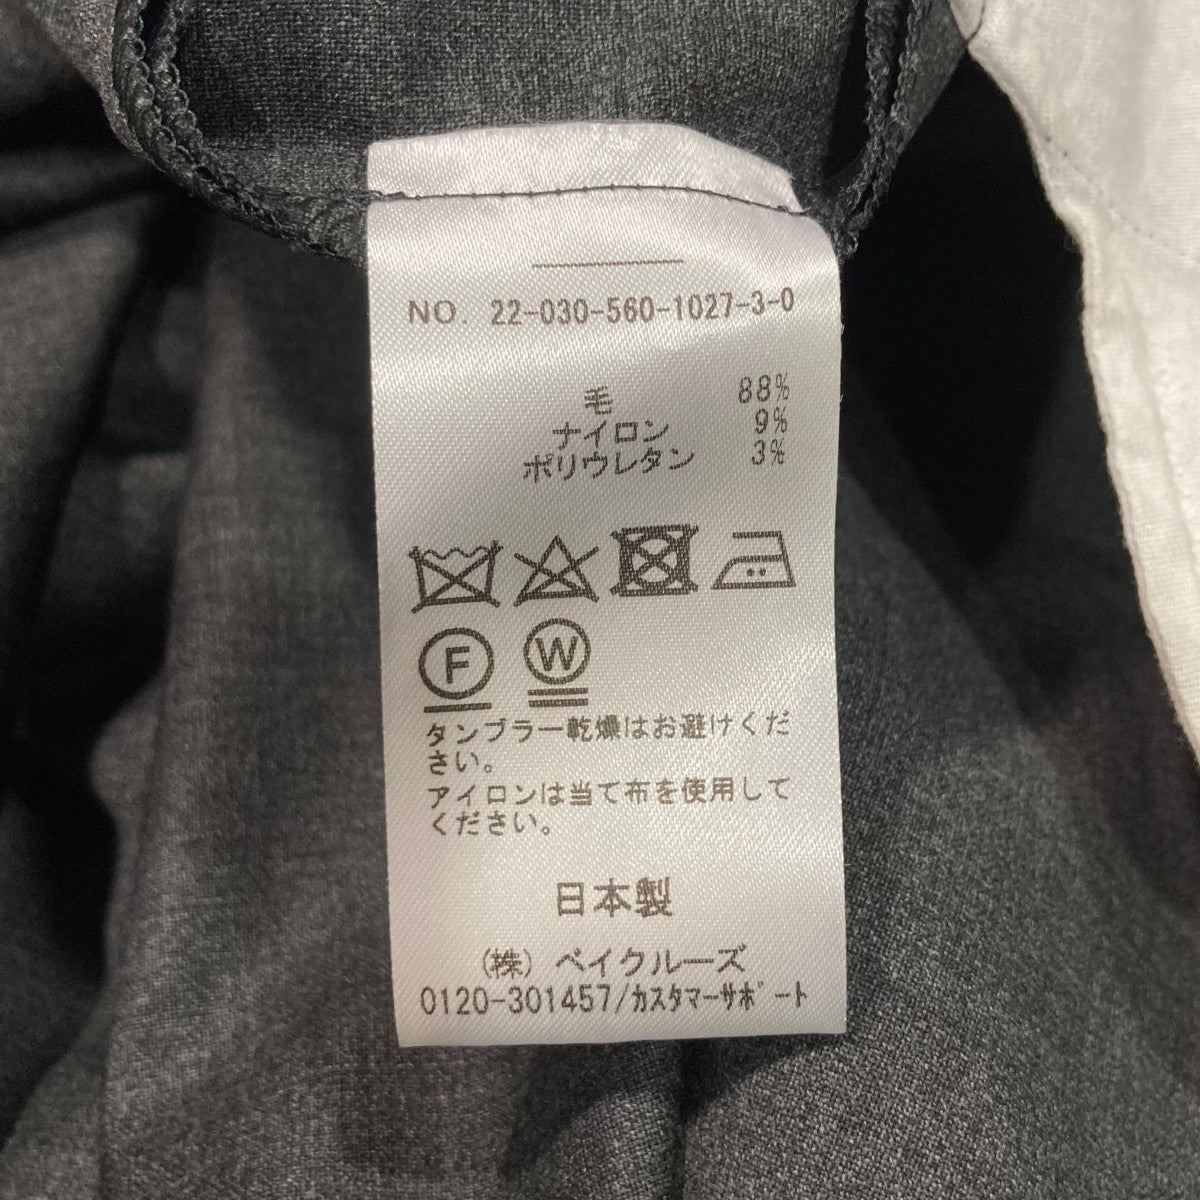 NO. 22-030-560-1027-3-0
毛 88%
ナイロン 9%
ポリウレタン 3%
F W
タンブラー乾燥はお避けくだ
さい。
アイロンは当て布を使用して
ください。
日本製
(株) ベイクルーズ
0120-301457/カスタマーサポート